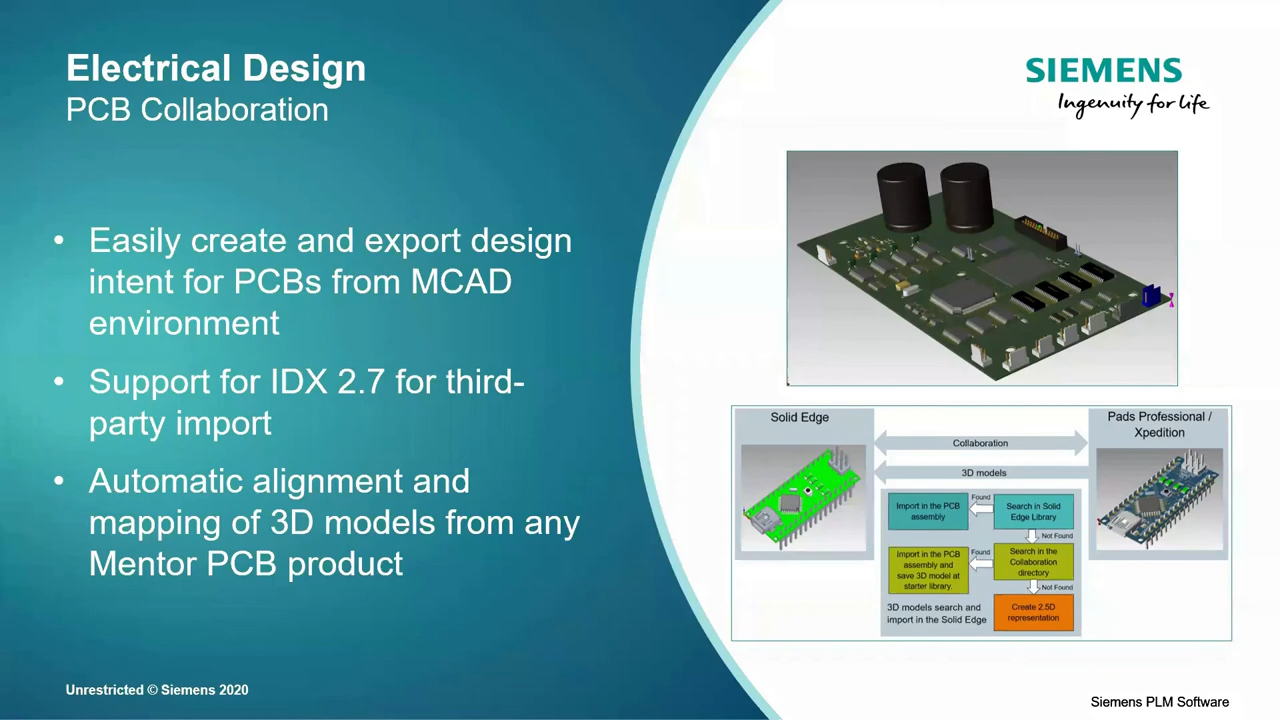 Electrical Design
PCB Collaboration
SIEMENS
Ingenuity for life
• Easily create and export design
intent for PCBs from MCAD
environment
• Support for IDX 2.7 for third-
party import
• Automatic alignment and
mapping of 3D models from any
Mentor PCB product
Solid Edge
Pads Professional /
Xpedition
Collaboration
3D models
Import in the PCB
assembly
Found
Search in Solid
Edge Library
Not Found
Import in the PCB
assembly and
save 3D model at
starter library.
Found
Search in the
Collaboration
directory
Not Found
3D models search and
import in the Solid Edge
Create 2.5D
representation
Unrestricted © Siemens 2020
Siemens PLM Software